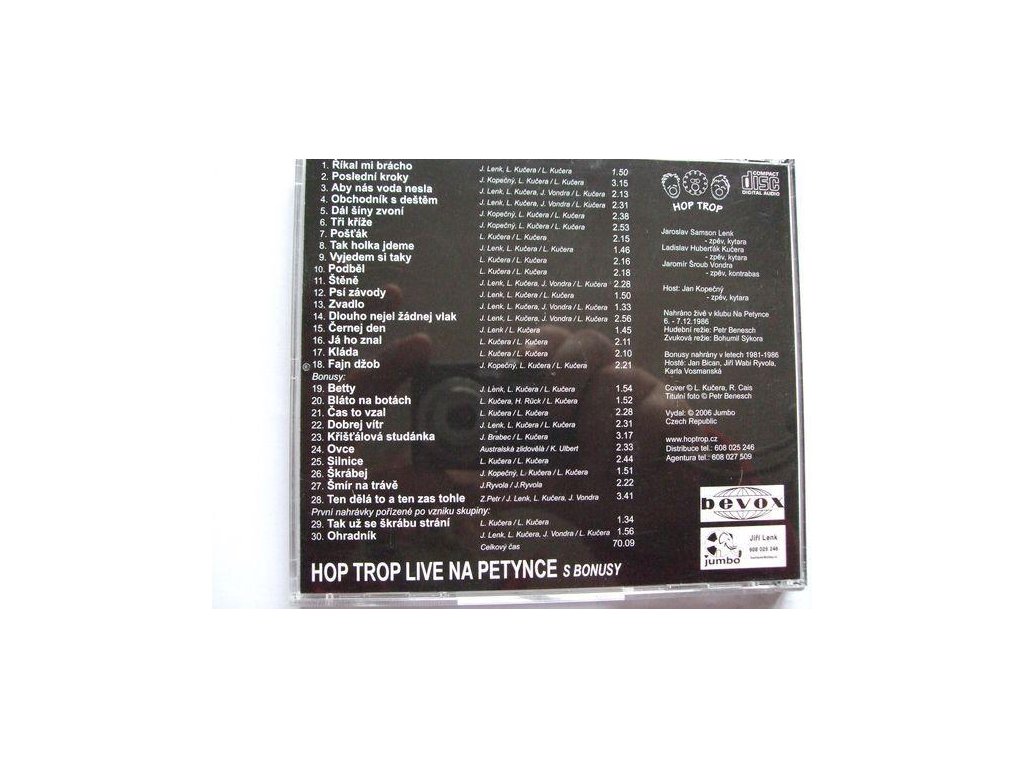 1. Říkal mi brácho J. Lenk, L. Kučera / L. Kučera 1.50
2. Poslední kroky J. Kopečný, L. Kučera / L. Kučera 3.15
3. Aby nás voda nesla J. Lenk, L. Kučera, J. Vondra / L. Kučera 2.13
4. Obchodník s deštěm J. Lenk, L. Kučera, J. Vondra / L. Kučera 2.31
5. Dál šíny zvoní J. Kopečný, L. Kučera / L. Kučera 2.38
6. Tři kříže J. Kopečný, L. Kučera / L. Kučera 2.53
7. Pošťák L. Kučera / L. Kučera 2.15
8. Tak holka jdeme J. Lenk, L. Kučera / L. Kučera 1.46
9. Vyjedem si taky L. Kučera / L. Kučera 2.16
10. Podběl L. Kučera / L. Kučera 2.18
11. Štěně J. Lenk, L. Kučera, J. Vondra / L. Kučera 2.28
12. Psí závody J. Lenk, L. Kučera / L. Kučera 1.50
13. Zvadlo J. Lenk, L. Kučera, J. Vondra / L. Kučera 1.33
14. Dlouho nejel žádnej vlak J. Lenk, L. Kučera, J. Vondra / L. Kučera 2.56
15. Černej den J. Lenk / L. Kučera 1.45
16. Já ho znal L. Kučera / L. Kučera 2.11
17. Kláda L. Kučera / L. Kučera 2.10
18. Fajn džob J. Kopečný, L. Kučera / L. Kučera 2.21
Bonusy:
19. Betty J. Lenk, L. Kučera / L. Kučera 1.54
20. Bláto na botách L. Kučera, H. Rück / L. Kučera 1.52
21. Čas to vzal L. Kučera / L. Kučera 2.28
22. Dobrej vítr J. Lenk, L. Kučera / L. Kučera 2.31
23. Křišťálová studánka J. Brabec / L. Kučera 3.17
24. Ovce Australská zlidovělá / K. Ulbert 2.33
25. Silnice L. Kučera / L. Kučera 2.44
26. Škrábej J. Kopečný, L. Kučera / L. Kučera 1.51
27. Šmír na trávě J.Ryvola / J.Ryvola 2.22
28. Ten dělá to a ten zas tohle Z.Petr / J. Lenk, L. Kučera, J. Vondra 3.41
První nahrávky pořízené po vzniku skupiny:
29. Tak už se škrábu strání L. Kučera / L. Kučera 1.34
30. Ohradník J. Lenk, L. Kučera, J. Vondra / L. Kučera 1.56
Celkový čas 70.09
HOP TROP LIVE NA PETYNCE S BONUSY
COMPACT
disc
DIGITAL AUDIO
HOP TROP
Jaroslav Samson Lenk
- zpěv, kytara
Ladislav Huberťák Kučera
- zpěv, kytara
Jaromír Šroub Vondra
- zpěv, kontrabas
Host: Jan Kopečný
- zpěv, kytara
Nahráno živě v klubu Na Petynce
6. - 7.12.1986
Hudební režie: Petr Benesch
Zvuková režie: Bohumil Sýkora
Bonusy nahrány v letech 1981-1986
Hosté: Jan Bican, Jiří Wabi Ryvola,
Karla Vosmanská
Cover © L. Kučera, R. Cais
Titulní foto © Petr Benesch
Vydal: © 2006 Jumbo
Czech Republic
www.hoptrop.cz
Distribuce tel.: 608 025 246
Agentura tel.: 608 027 509
bevox
jumbo
Jiří Lenk
608 025 246